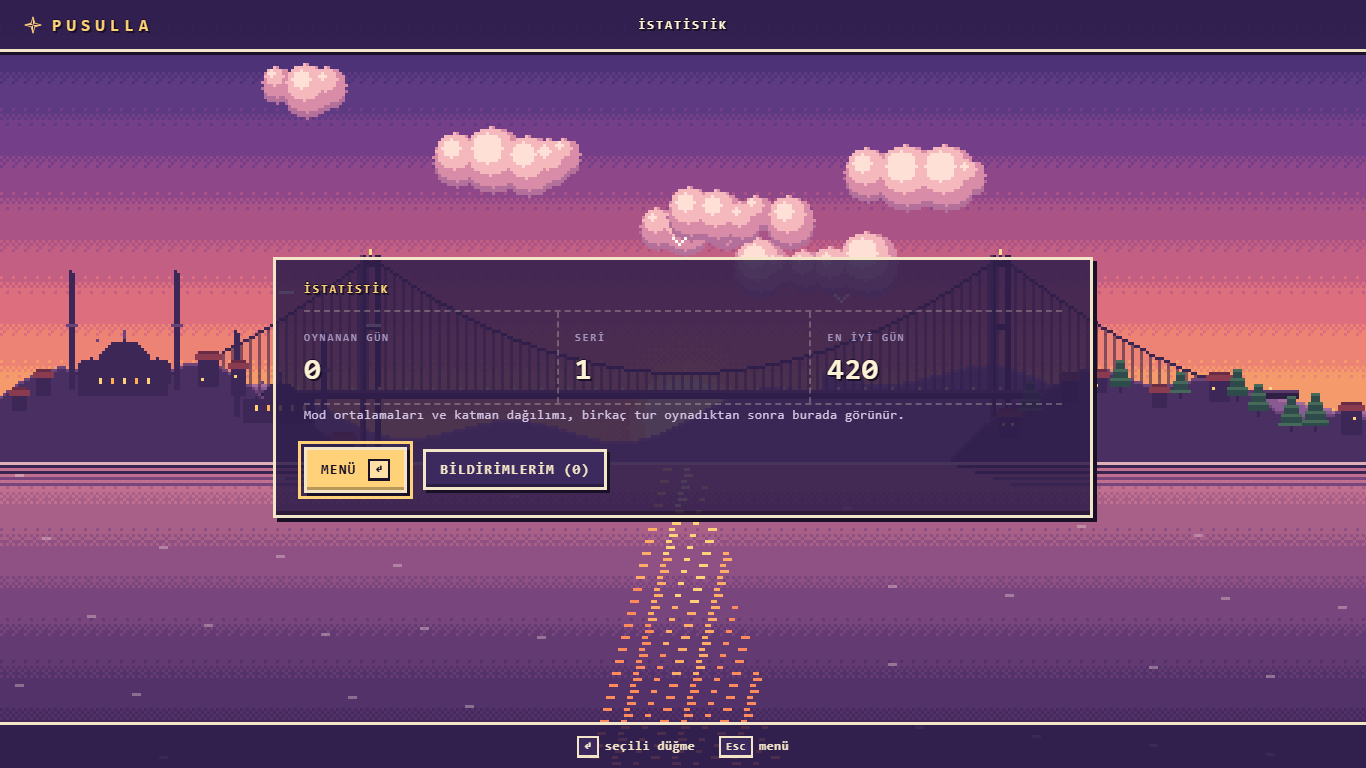 PUSULLA
İSTATİSTİK
İSTATİSTİK
OYNANAN GÜN
SERİ
EN İYİ GÜN
0
1
420
Mod ortalamaları ve katman dağılımı, birkaç tur oynadıktan sonra burada görünür.
MENÜ ↲
BİLDİRİMLERİM (0)
↲ seçili düğme Esc menü